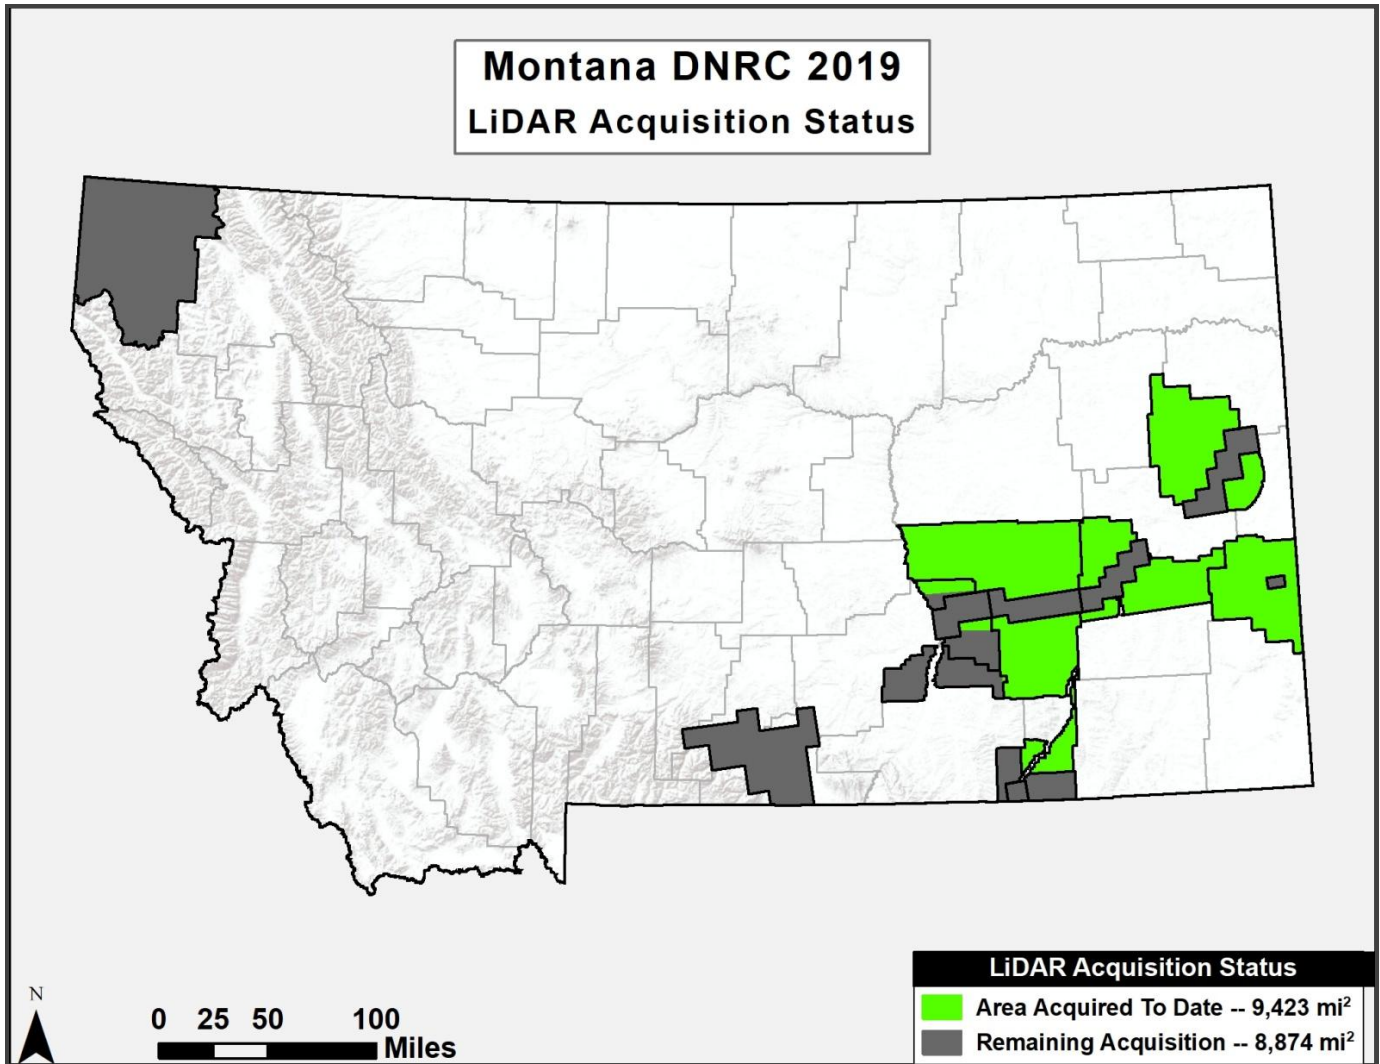 Montana DNRC 2019
LiDAR Acquisition Status
N
0 25 50 100
Miles
LiDAR Acquisition Status
Area Acquired To Date -- 9,423 mi²
Remaining Acquisition -- 8,874 mi²